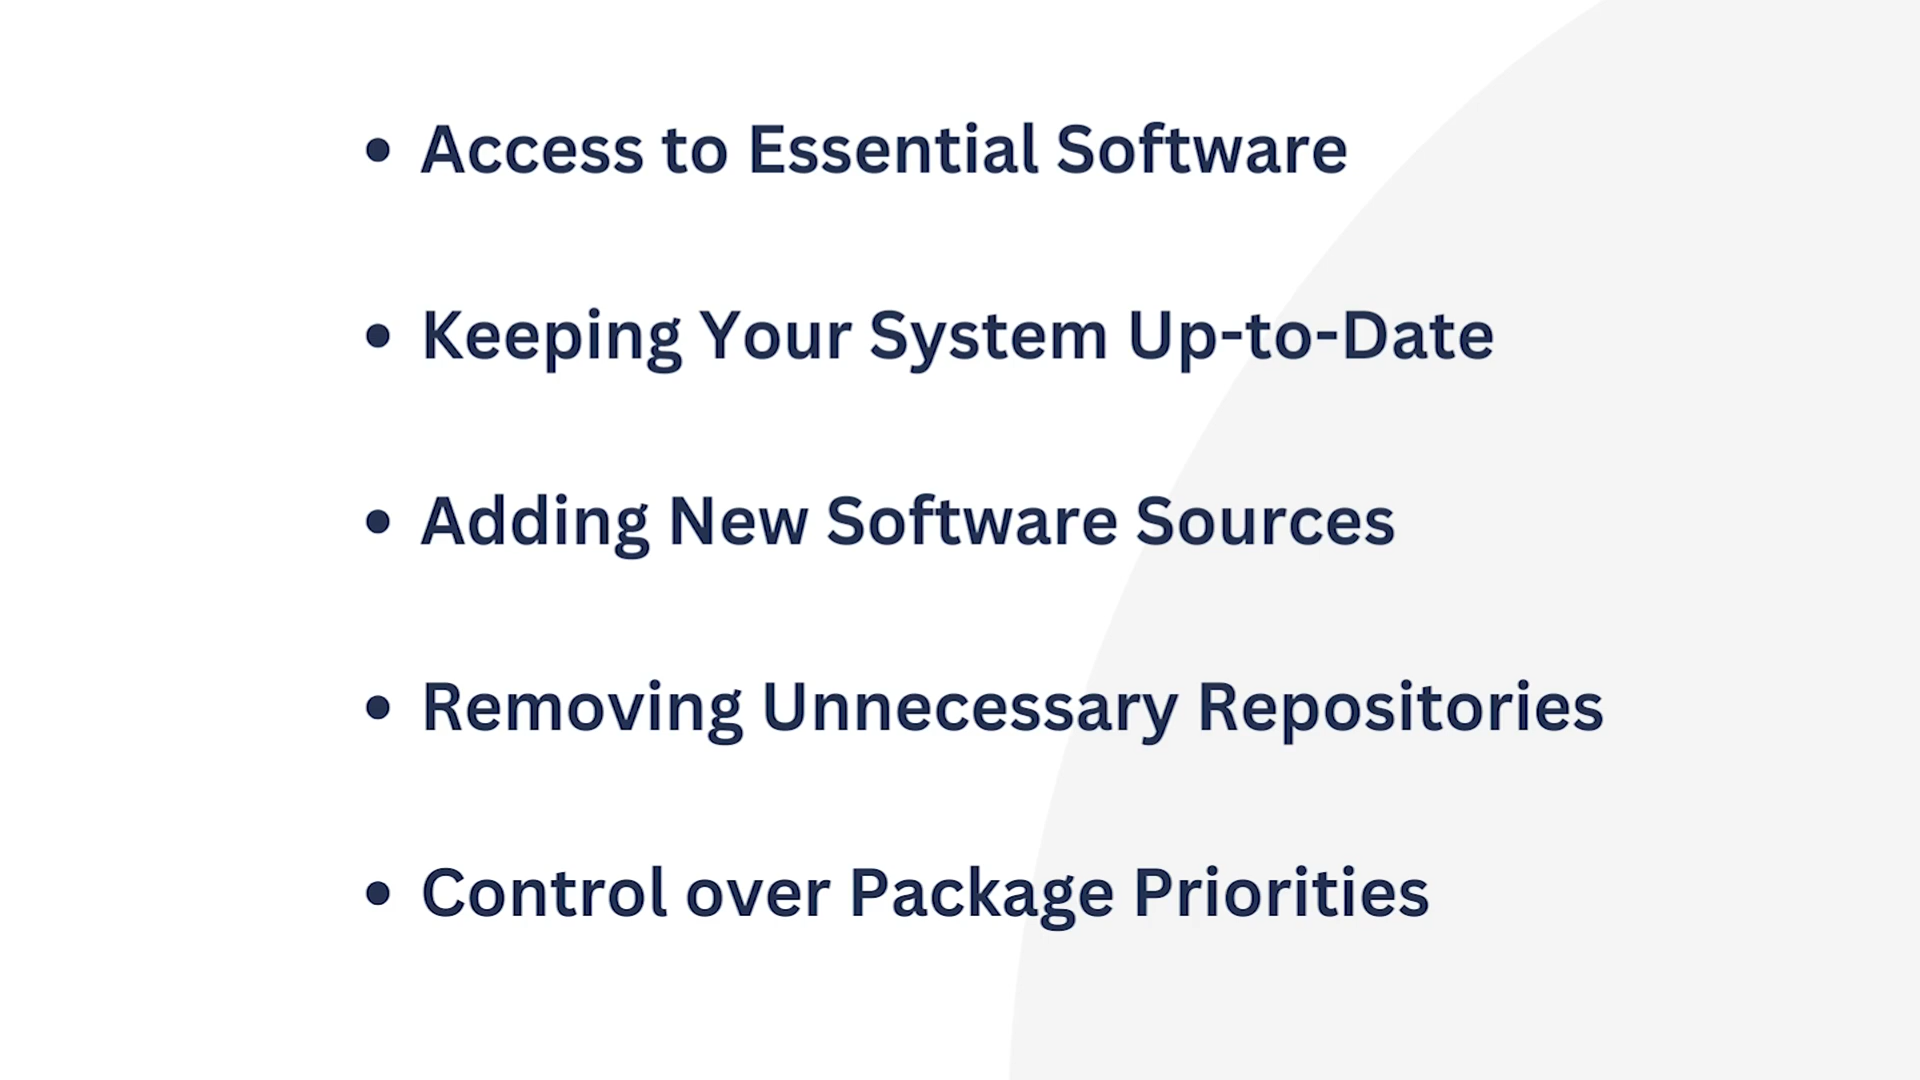 • Access to Essential Software
• Keeping Your System Up-to-Date
• Adding New Software Sources
• Removing Unnecessary Repositories
• Control over Package Priorities